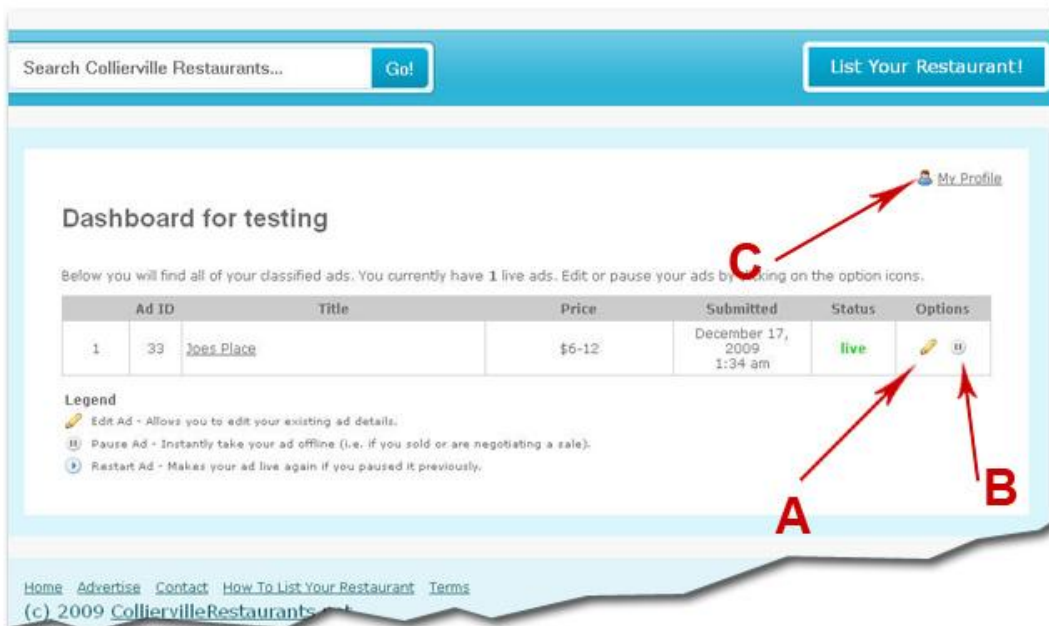 Search Collierville Restaurants... Go! List Your Restaurant!
My Profile
Dashboard for testing
C
Below you will find all of your classified ads. You currently have 1 live ads. Edit or pause your ads by clicking on the option icons.
Ad ID Title Price Submitted Status Options
1 33 Joes Place $6-12 December 17, 2009 1:34 am live
Legend
Edit Ad - Allows you to edit your existing ad details.
Pause Ad - Instantly take your ad offline (i.e. if you sold or are negotiating a sale).
Restart Ad - Makes your ad live again if you paused it previously.
B
A
Home Advertise Contact How To List Your Restaurant Terms
(c) 2009 ColliervilleRestaurants.net